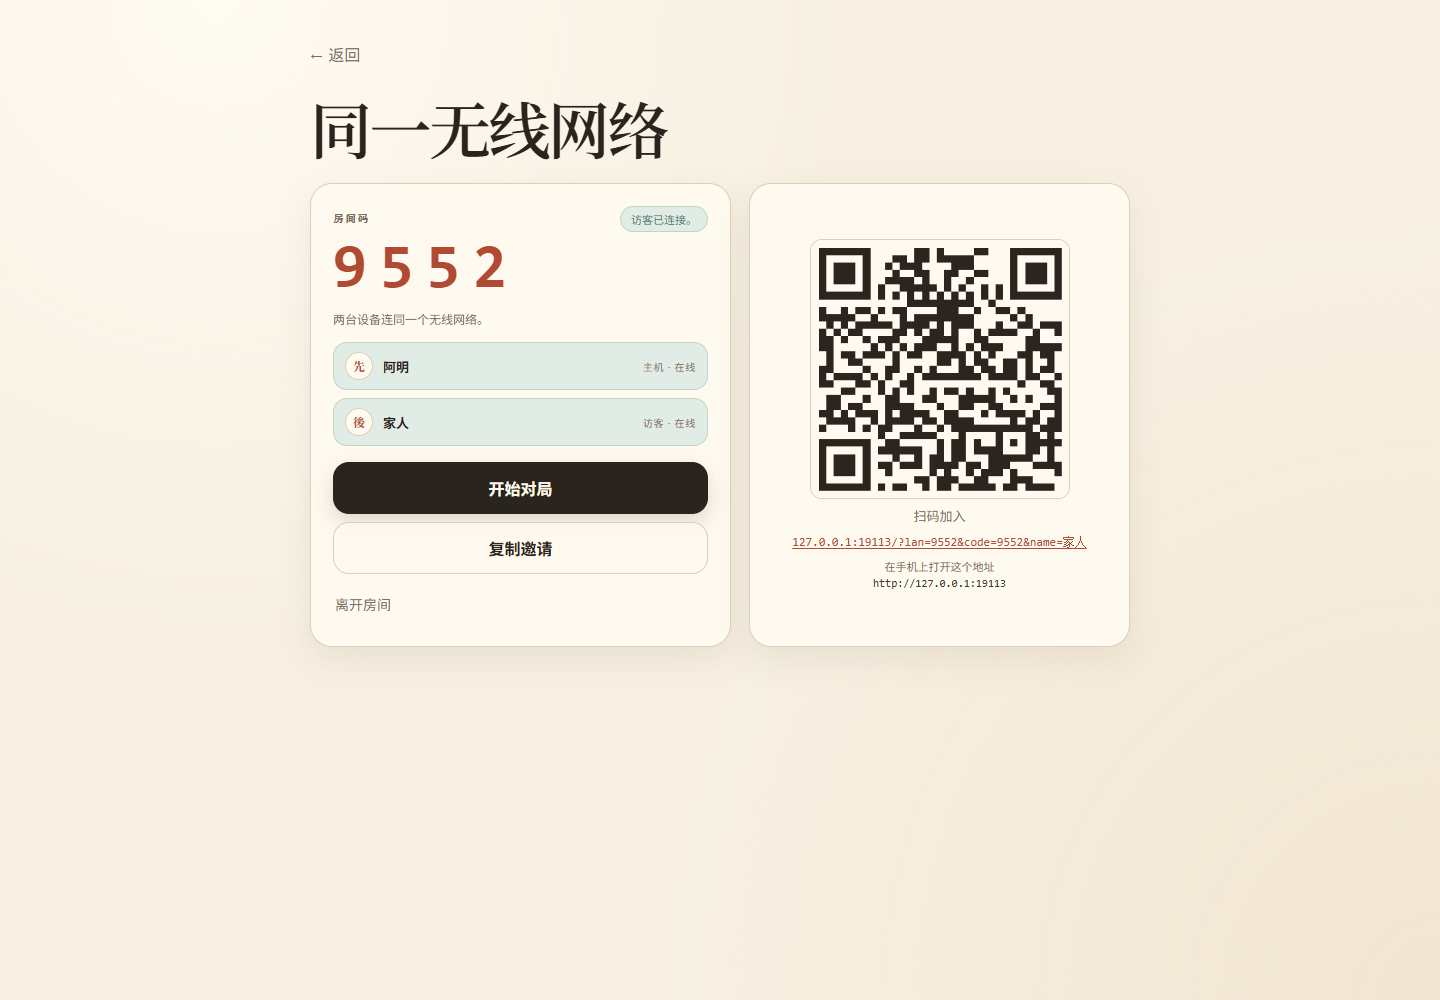 ← 返回
同一无线网络
房间码
访客已连接。
9552
两台设备连同一个无线网络。
先 阿明 主机 · 在线
後 家人 访客 · 在线
开始对局
复制邀请
离开房间
扫码加入
127.0.0.1:19113/?lan=9552&code=9552&name=家人
在手机上打开这个地址
http://127.0.0.1:19113